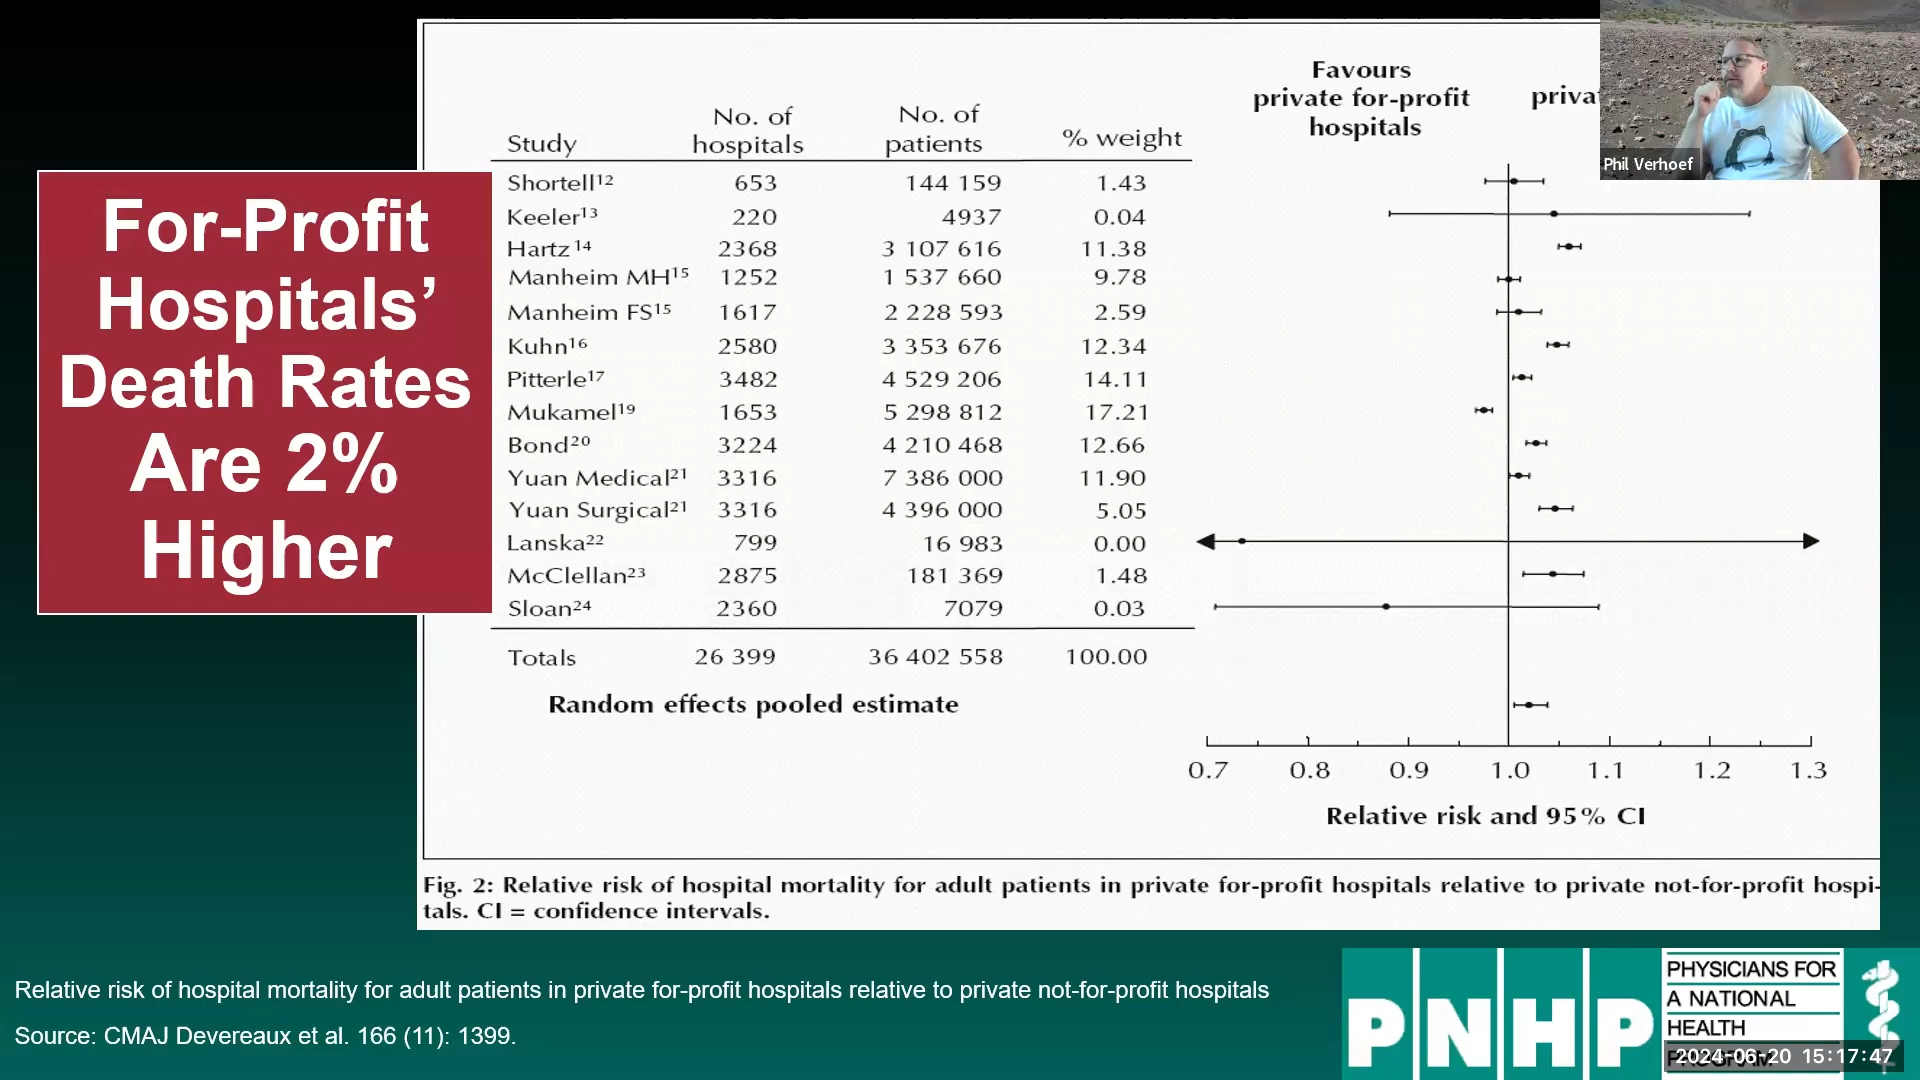 For-Profit
Hospitals’
Death Rates
Are 2%
Higher
Favours
private for-profit
hospitals
Study No. of hospitals No. of patients % weight
Shortell¹² 653 144 159 1.43
Keeler¹³ 220 4937 0.04
Hartz¹⁴ 2368 3 107 616 11.38
Manheim MH¹⁵ 1252 1 537 660 9.78
Manheim FS¹⁵ 1617 2 228 593 2.59
Kuhn¹⁶ 2580 3 353 676 12.34
Pitterle¹⁷ 3482 4 529 206 14.11
Mukamel¹⁹ 1653 5 298 812 17.21
Bond²⁰ 3224 4 210 468 12.66
Yuan Medical²¹ 3316 7 386 000 11.90
Yuan Surgical²¹ 3316 4 396 000 5.05
Lanska²² 799 16 983 0.00
McClellan²³ 2875 181 369 1.48
Sloan²⁴ 2360 7079 0.03
Totals 26 399 36 402 558 100.00
Random effects pooled estimate
0.7 0.8 0.9 1.0 1.1 1.2 1.3
Relative risk and 95% CI
Fig. 2: Relative risk of hospital mortality for adult patients in private for-profit hospitals relative to private not-for-profit hospi-
tals. CI = confidence intervals.
Phil Verhoef
Relative risk of hospital mortality for adult patients in private for-profit hospitals relative to private not-for-profit hospitals
Source: CMAJ Devereaux et al. 166 (11): 1399.
PNHP
PHYSICIANS FOR
A NATIONAL
HEALTH
2024-06-20 15:17:47